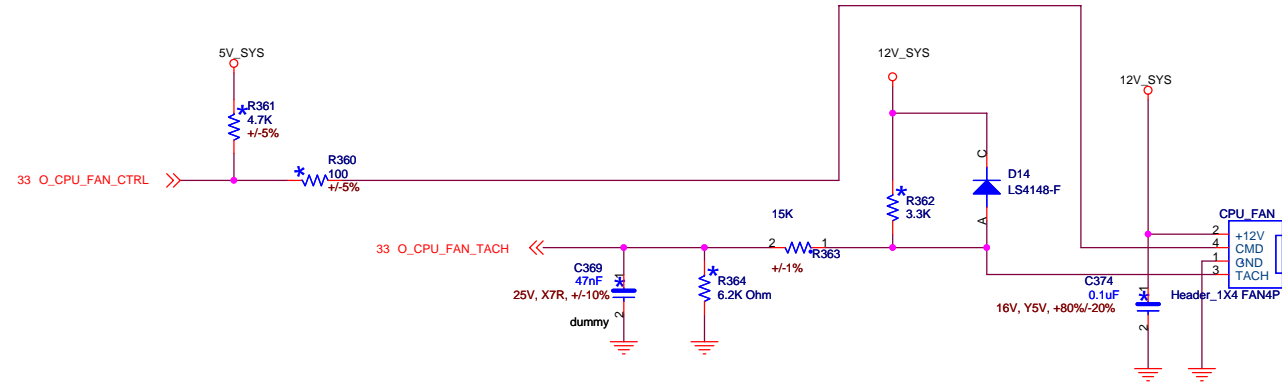 5V_SYS
12V_SYS
12V_SYS
R361
4.7K
+/-5%
R360
100
+/-5%
33 O_CPU_FAN_CTRL
C
D14
LS4148-F
R362
3.3K
A
15K
CPU_FAN
33 O_CPU_FAN_TACH
2
1
R363
+/-1%
2 +12V
4 CMD
1 GND
3 TACH
Header_1X4 FAN4P
C369
47nF
25V, X7R, +/-10%
1
2
dummy
R364
6.2K Ohm
C374
0.1uF
16V, Y5V, +80%/-20%
1
2